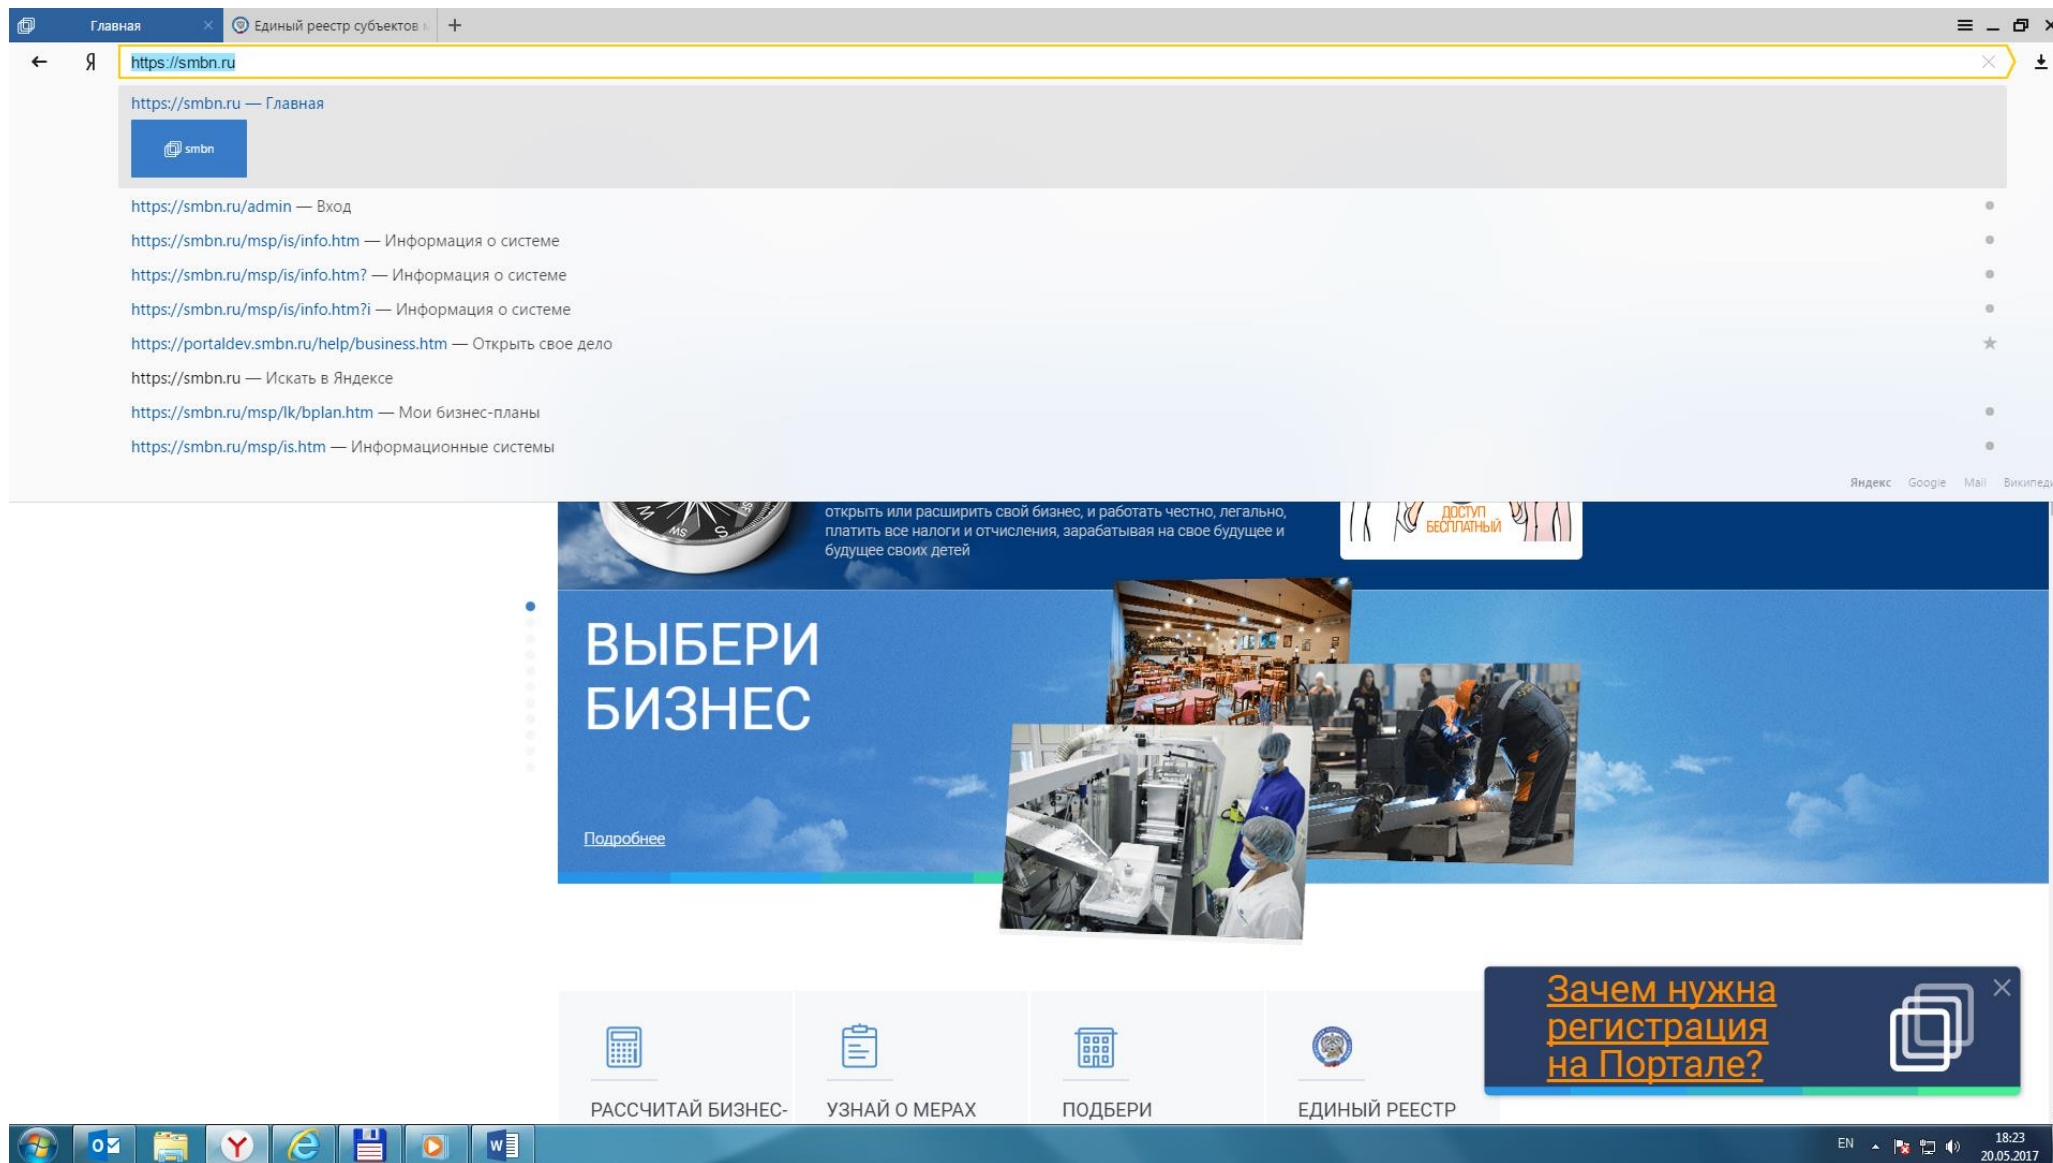 Главная
Единый реестр субъектов
Я
https://smbn.ru
https://smbn.ru — Главная
smbn
https://smbn.ru/admin — Вход
https://smbn.ru/msp/is/info.htm — Информация о системе
https://smbn.ru/msp/is/info.htm? — Информация о системе
https://smbn.ru/msp/is/info.htm?i — Информация о системе
https://portaldev.smbn.ru/help/business.htm — Открыть свое дело
https://smbn.ru — Искать в Яндексе
https://smbn.ru/msp/lk/bplan.htm — Мои бизнес-планы
https://smbn.ru/msp/is.htm — Информационные системы
Яндекс Google Mail
открыть или расширить свой бизнес, и работать честно, легально,
платить все налоги и отчисления, зарабатывая на свое будущее и
будущее своих детей
W
SW
S
SE
ДОСТУП
БЕСПЛАТНЫЙ
ВЫБЕРИ
БИЗНЕС
Подробнее
Зачем нужна
регистрация
на Портале?
РАССЧИТАЙ БИЗНЕС-
УЗНАЙ О МЕРАХ
ПОДБЕРИ
ЕДИНЫЙ РЕЕСТР
EN
18:23
20.05.2017